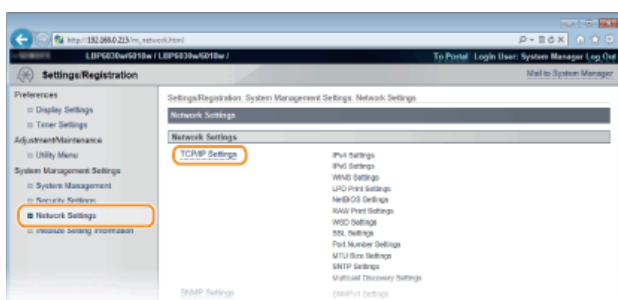 http://192.168.0.215/m_network.html
LBP6030w/6018w / LBP6030w/6018w /
To Portal Login User: System Manager Log Out
Settings/Registration
Mail to System Manager
Preferences
Settings/Registration: System Management Settings: Network Settings
Display Settings
Network Settings
Timer Settings
Adjustment/Maintenance
Network Settings
Utility Menu
TCP/IP Settings
IPv4 Settings
IPv6 Settings
System Management Settings
WINS Settings
System Management
LPD Print Settings
Security Settings
NetBIOS Settings
Network Settings
RAW Print Settings
WSD Settings
Initialize Setting Information
SSL Settings
Port Number Settings
MTU Size Settings
SNTP Settings
Multicast Discovery Settings
SNMP Settings
SNMPv1 Settings